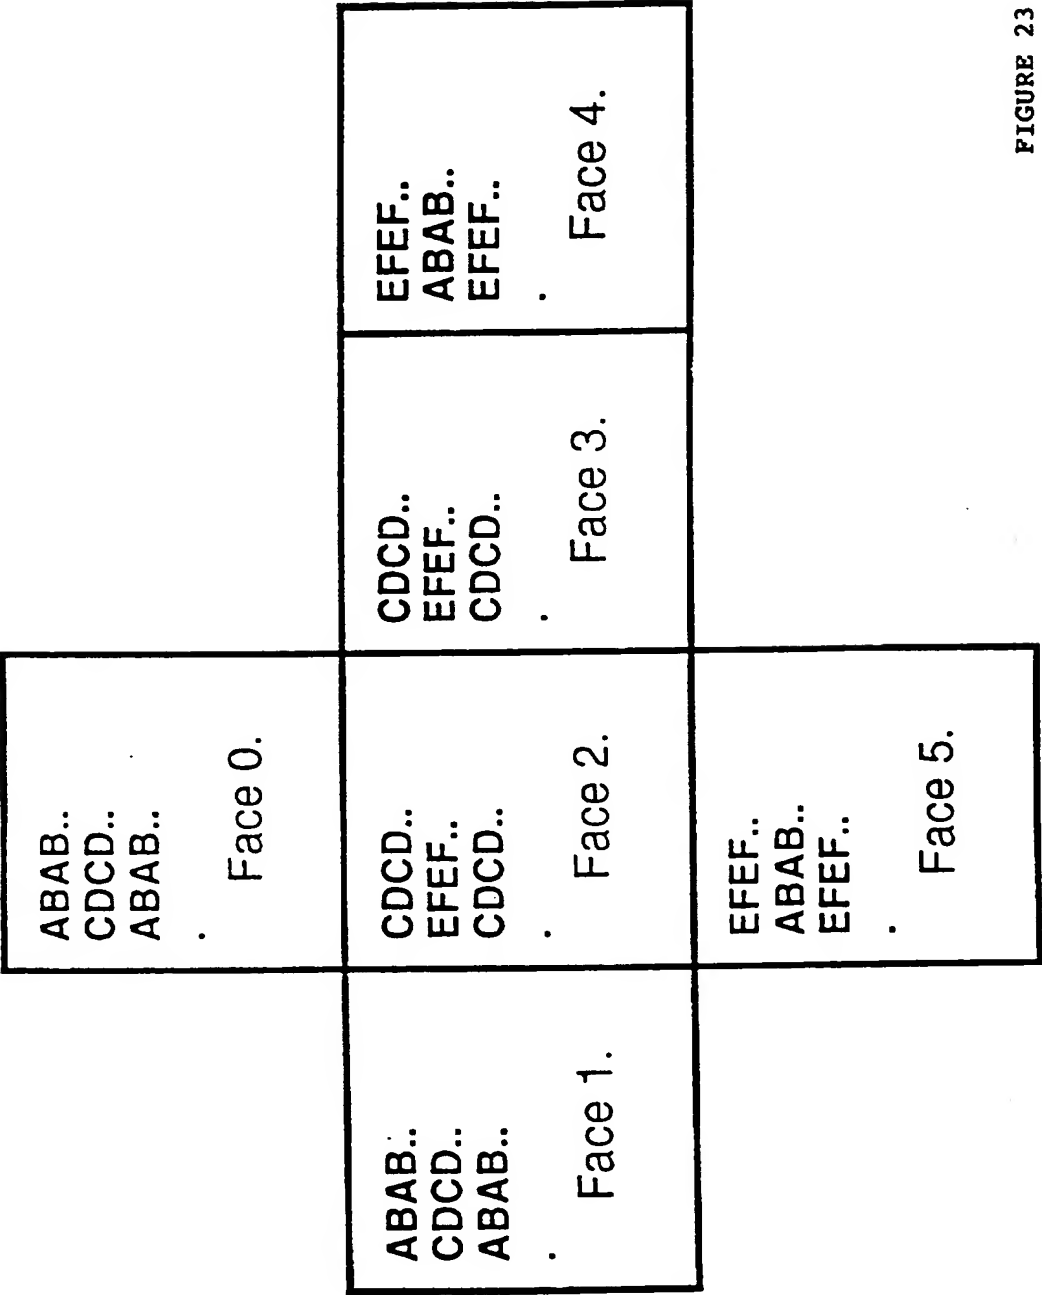 ABAB..
CDCD..
ABAB..
.
Face 0.
ABAB..
CDCD..
ABAB..
.
Face 1.
CDCD..
EFEF..
CDCD..
.
Face 2.
CDCD..
EFEF..
CDCD..
.
Face 3.
EFEF..
ABAB..
EFEF..
.
Face 4.
EFEF..
ABAB..
EFEF..
.
Face 5.
FIGURE 23